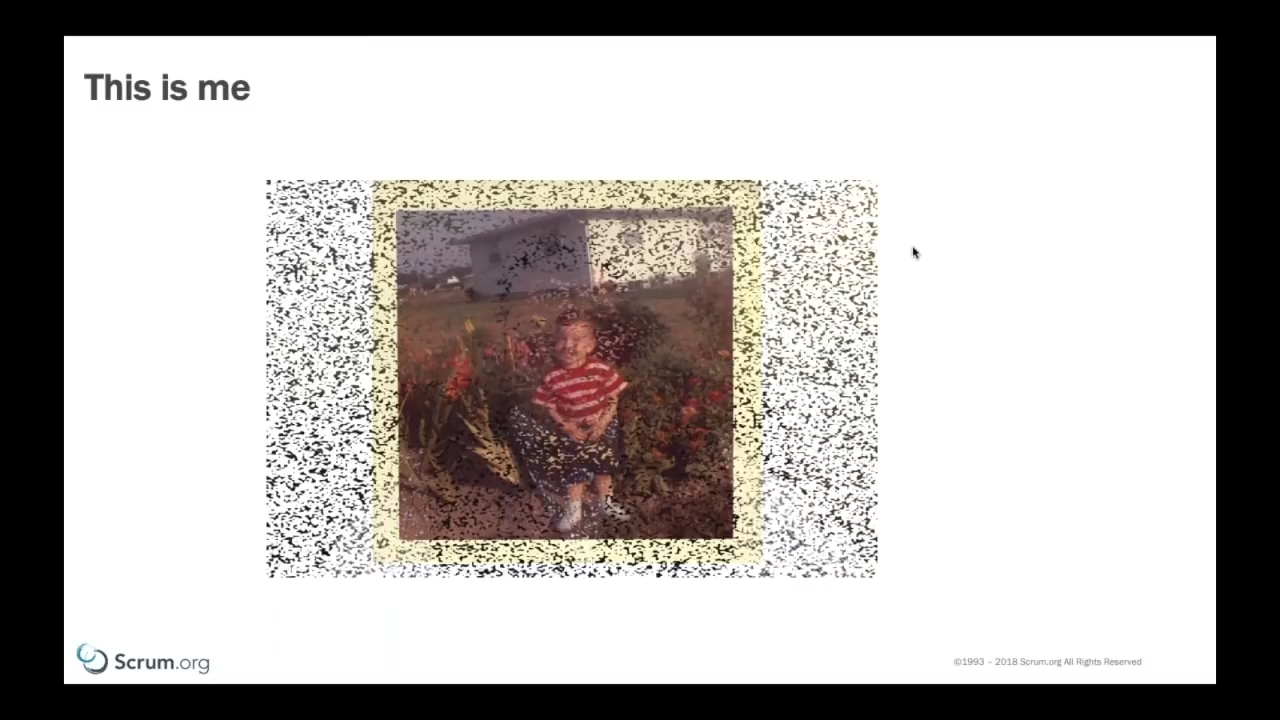 This is me
Scrum.org
©1993 – 2018 Scrum.org All Rights Reserved